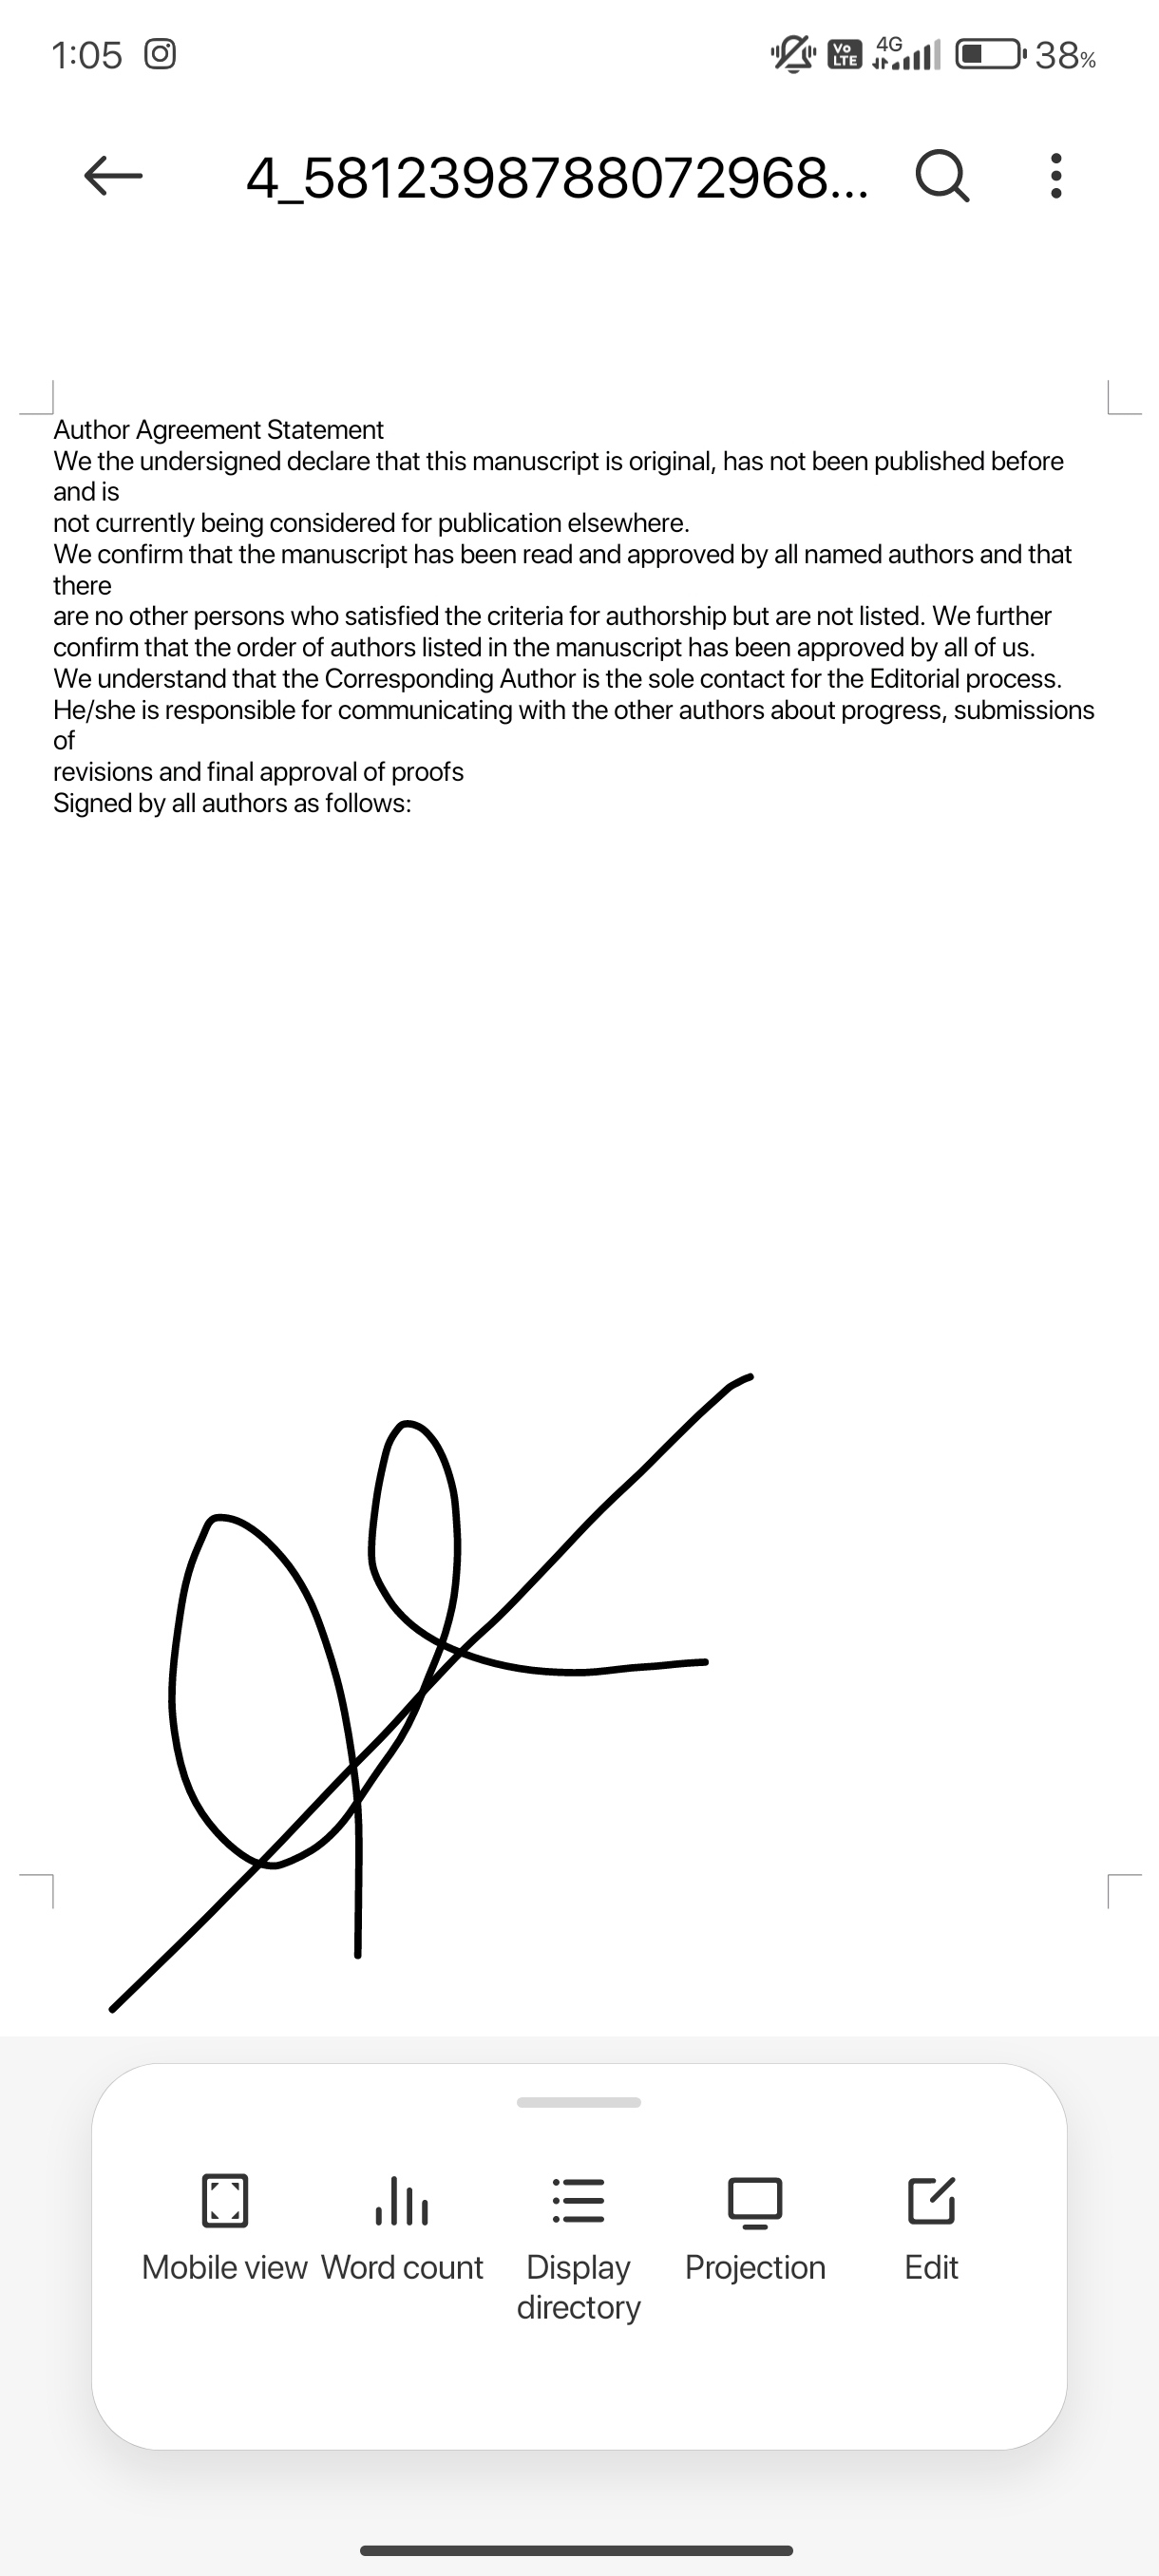 1:05 Vo LTE 4G 38%
4_5812398788072968...
Author Agreement Statement
We the undersigned declare that this manuscript is original, has not been published before
and is
not currently being considered for publication elsewhere.
We confirm that the manuscript has been read and approved by all named authors and that
there
are no other persons who satisfied the criteria for authorship but are not listed. We further
confirm that the order of authors listed in the manuscript has been approved by all of us.
We understand that the Corresponding Author is the sole contact for the Editorial process.
He/she is responsible for communicating with the other authors about progress, submissions
of
revisions and final approval of proofs
Signed by all authors as follows:
Mobile view Word count Display Projection Edit
directory